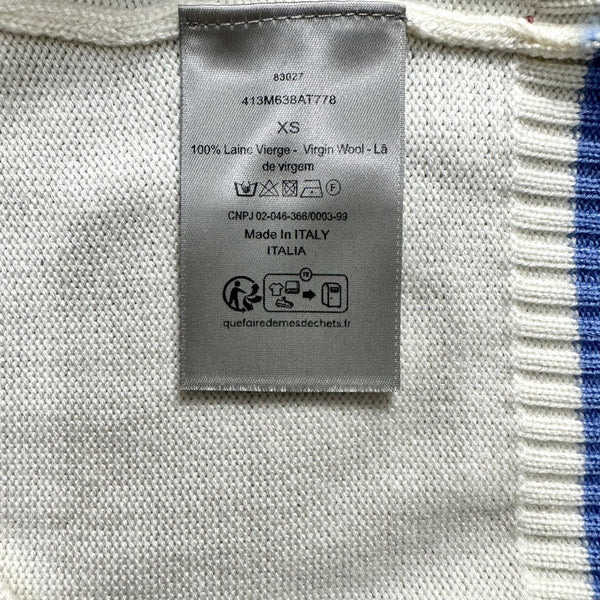 83027
413M638AT778
XS
100% Laine Vierge - Virgin Wool - Lã
de virgem
F
CNPJ 02-046-366/0003-99
Made In ITALY
ITALIA
FR
quefairedemesdechets.fr